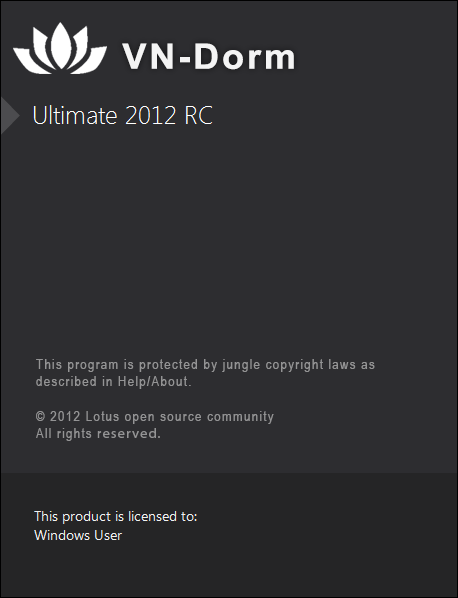 VN-Dorm
Ultimate 2012 RC
This program is protected by jungle copyright laws as
described in Help/About.
© 2012 Lotus open source community
All rights reserved.
This product is licensed to:
Windows User